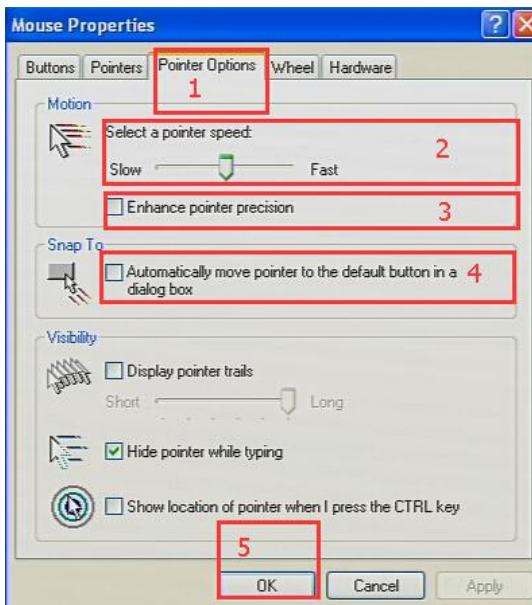 Mouse Properties
Buttons Pointers Pointer Options Wheel Hardware
1
Motion
Select a pointer speed:
2
Slow Fast
Enhance pointer precision
3
Snap To
Automatically move pointer to the default button in a
4
dialog box
Visibility
Display pointer trails
Short Long
Hide pointer while typing
Show location of pointer when I press the CTRL key
5
OK Cancel Apply